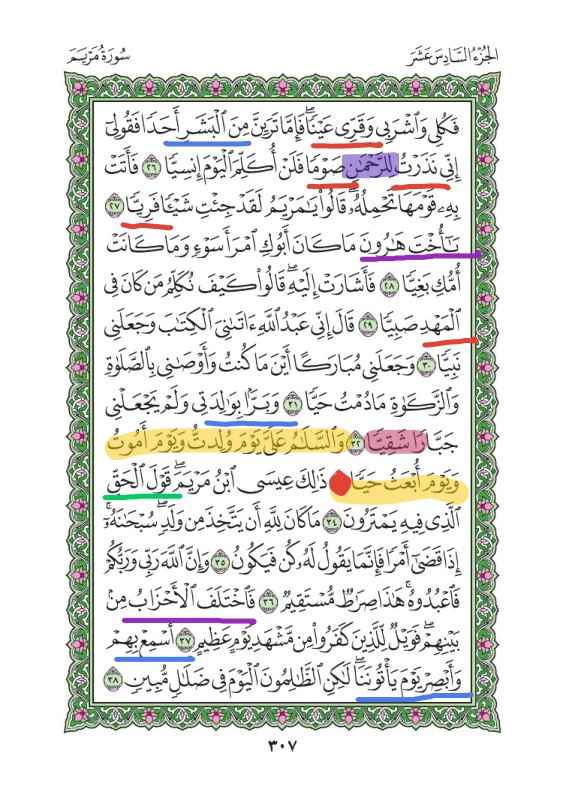 الجُزْءُ السَّادِسَ عَشَرَ
سُورَةُ مَرْيَمَ
فَكُلِي وَٱشْرَبِي وَقَرِّي عَيْنٗاۖ فَإِمَّا تَرَيِنَّ مِنَ ٱلْبَشَرِ أَحَدٗا فَقُولِيٓ
إِنِّي نَذَرْتُ لِلرَّحْمَٰنِ صَوْمٗا فَلَنْ أُكَلِّمَ ٱلْيَوْمَ إِنسِيّٗا ٢٦ فَأَتَتْ
بِهِۦ قَوْمَهَا تَحْمِلُهُۥۖ قَالُواْ يَٰمَرْيَمُ لَقَدْ جِئْتِ شَيْـٔٗا فَرِيّٗا ٢٧
يَٰٓأُخْتَ هَٰرُونَ مَا كَانَ أَبُوكِ ٱمْرَأَ سَوْءٖ وَمَا كَانَتْ
أُمُّكِ بَغِيّٗا ٢٨ فَأَشَارَتْ إِلَيْهِۖ قَالُواْ كَيْفَ نُكَلِّمُ مَن كَانَ فِي
ٱلْمَهْدِ صَبِيّٗا ٢٩ قَالَ إِنِّي عَبْدُ ٱللَّهِ ءَاتَىٰنِيَ ٱلْكِتَٰبَ وَجَعَلَنِي
نَبِيّٗا ٣٠ وَجَعَلَنِي مُبَارَكًا أَيْنَ مَا كُنتُ وَأَوْصَٰنِي بِٱلصَّلَوٰةِ
وَٱلزَّكَوٰةِ مَا دُمْتُ حَيّٗا ٣١ وَبَرَّۢا بِوَٰلِدَتِي وَلَمْ يَجْعَلْنِي
جَبَّارٗا شَقِيّٗا ٣٢ وَٱلسَّلَٰمُ عَلَيَّ يَوْمَ وُلِدتُّ وَيَوْمَ أَمُوتُ
وَيَوْمَ أُبْعَثُ حَيّٗا ذَٰلِكَ عِيسَى ٱبْنُ مَرْيَمَۖ قَوْلَ ٱلْحَقِّ
ٱلَّذِي فِيهِ يَمْتَرُونَ ٣٤ مَا كَانَ لِلَّهِ أَن يَتَّخِذَ مِن وَلَدٖۖ سُبْحَٰنَهُۥٓۚ
إِذَا قَضَىٰٓ أَمْرٗا فَإِنَّمَا يَقُولُ لَهُۥ كُن فَيَكُونُ ٣٥ وَإِنَّ ٱللَّهَ رَبِّي وَرَبُّكُمْ
فَٱعْبُدُوهُۚ هَٰذَا صِرَٰطٞ مُّسْتَقِيمٞ ٣٦ فَٱخْتَلَفَ ٱلْأَحْزَابُ مِنۢ
بَيْنِهِمْۖ فَوَيْلٞ لِّلَّذِينَ كَفَرُواْ مِن مَّشْهَدِ يَوْمٍ عَظِيمٍ ٣٧ أَسْمِعْ بِهِمْ
وَأَبْصِرْ يَوْمَ يَأْتُونَنَاۖ لَٰكِنِ ٱلظَّٰلِمُونَ ٱلْيَوْمَ فِي ضَلَٰلٖ مُّبِينٖ ٣٨
٣٠٧